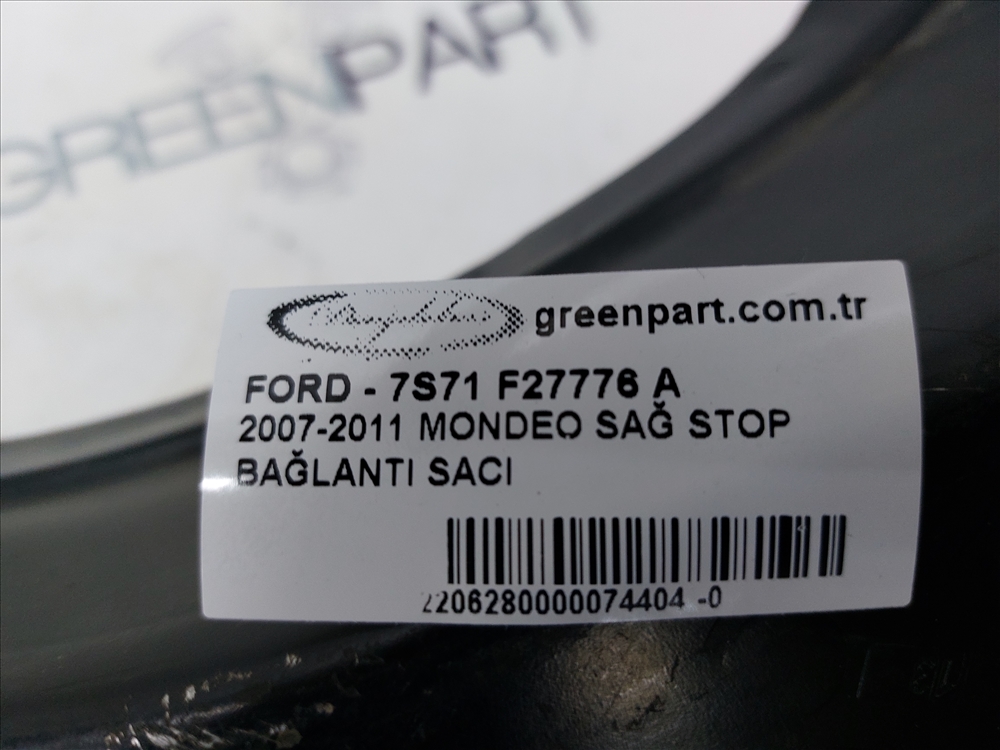 GREENPART
greenpart.com.tr
FORD - 7S71 F27776 A
2007-2011 MONDEO SAĞ STOP
BAĞLANTI SACI
2206280000074404 -0